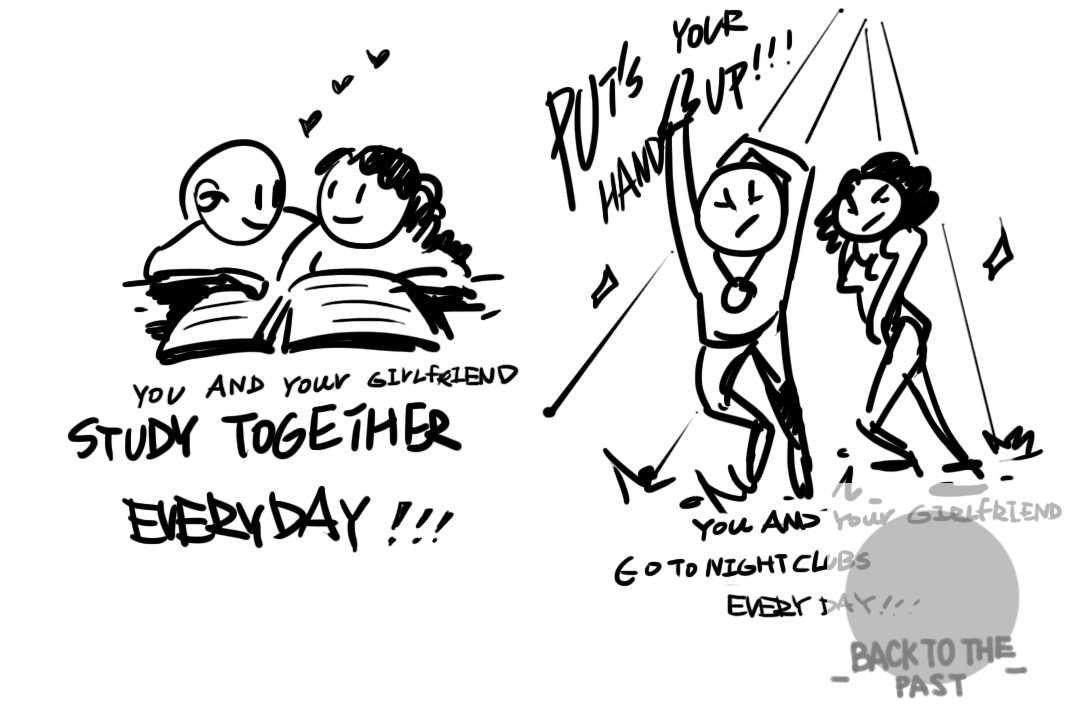 YOU AND YOUR GIRLFRIEND
STUDY TOGETHER
EVERYDAY !!!
PUT'S YOUR
HAND UP!!!
YOU AND YOUR GIRLFRIEND
GO TO NIGHT CLUBS
EVERY DAY!!!
BACK TO THE
PAST